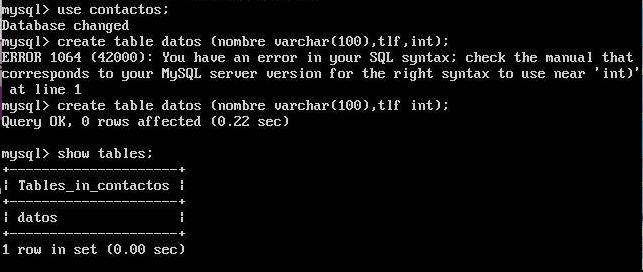 mysql> use contactos;
Database changed
mysql> create table datos (nombre varchar(100),tlf,int);
ERROR 1064 (42000): You have an error in your SQL syntax; check the manual that
corresponds to your MySQL server version for the right syntax to use near 'int)'
 at line 1
mysql> create table datos (nombre varchar(100),tlf int);
Query OK, 0 rows affected (0.22 sec)
mysql> show tables;
+---------------------+
| Tables_in_contactos |
+---------------------+
| datos               |
+---------------------+
1 row in set (0.00 sec)